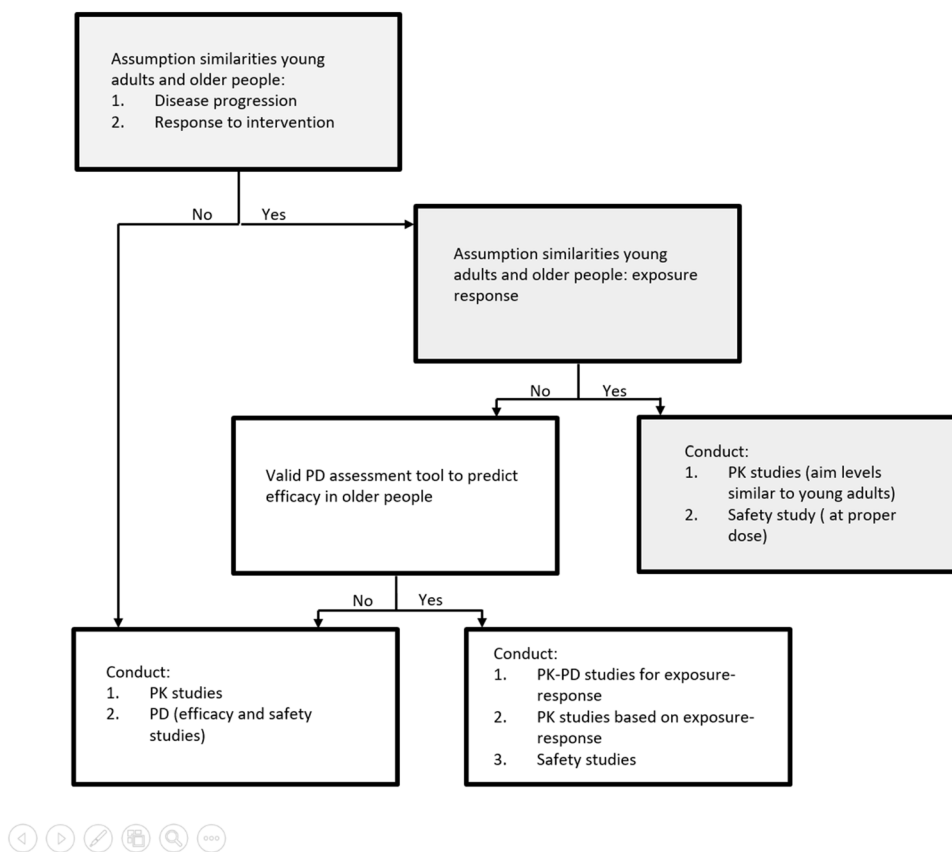 Assumption similarities young
adults and older people:
1. Disease progression
2. Response to intervention
No Yes
Assumption similarities young
adults and older people: exposure
response
No Yes
Valid PD assessment tool to predict
efficacy in older people
Conduct:
1. PK studies (aim levels
similar to young adults)
2. Safety study ( at proper
dose)
No Yes
Conduct:
1. PK studies
2. PD (efficacy and safety
studies)
Conduct:
1. PK-PD studies for exposure-
response
2. PK studies based on exposure-
response
3. Safety studies